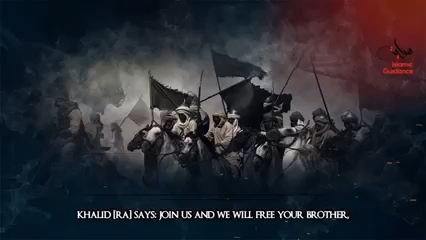 Islamic
Guidance
KHALID [RA] SAYS: JOIN US AND WE WILL FREE YOUR BROTHER,